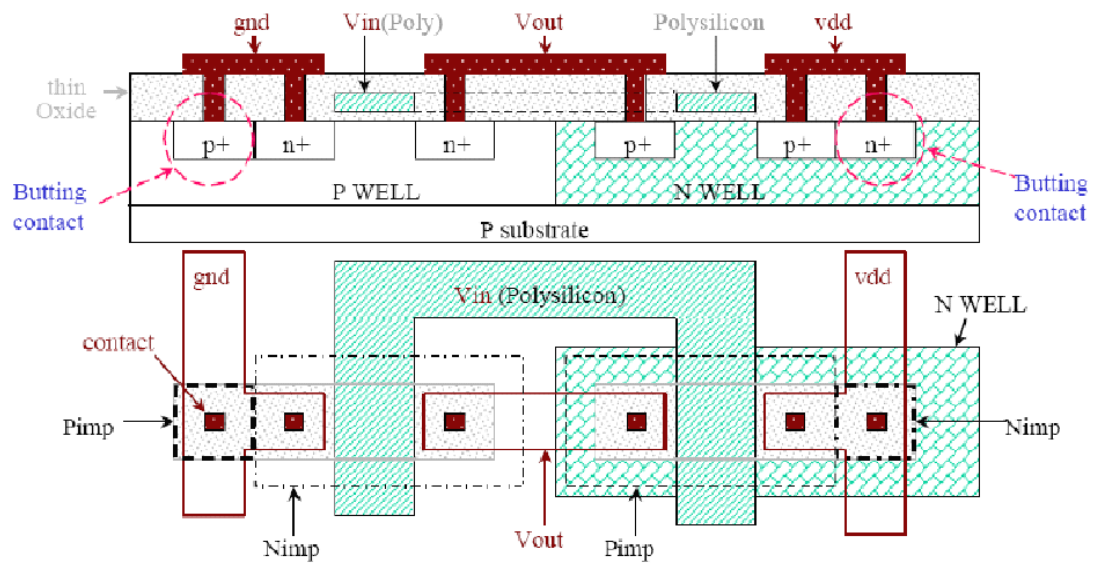 gnd
Vin(Poly)
Vout
Polysilicon
vdd
thin
Oxide
p+
n+
n+
p+
p+
n+
Butting
contact
P WELL
N WELL
Butting
contact
P substrate
gnd
Vin (Polysilicon)
vdd
N WELL
contact
Pimp
Nimp
Nimp
Vout
Pimp